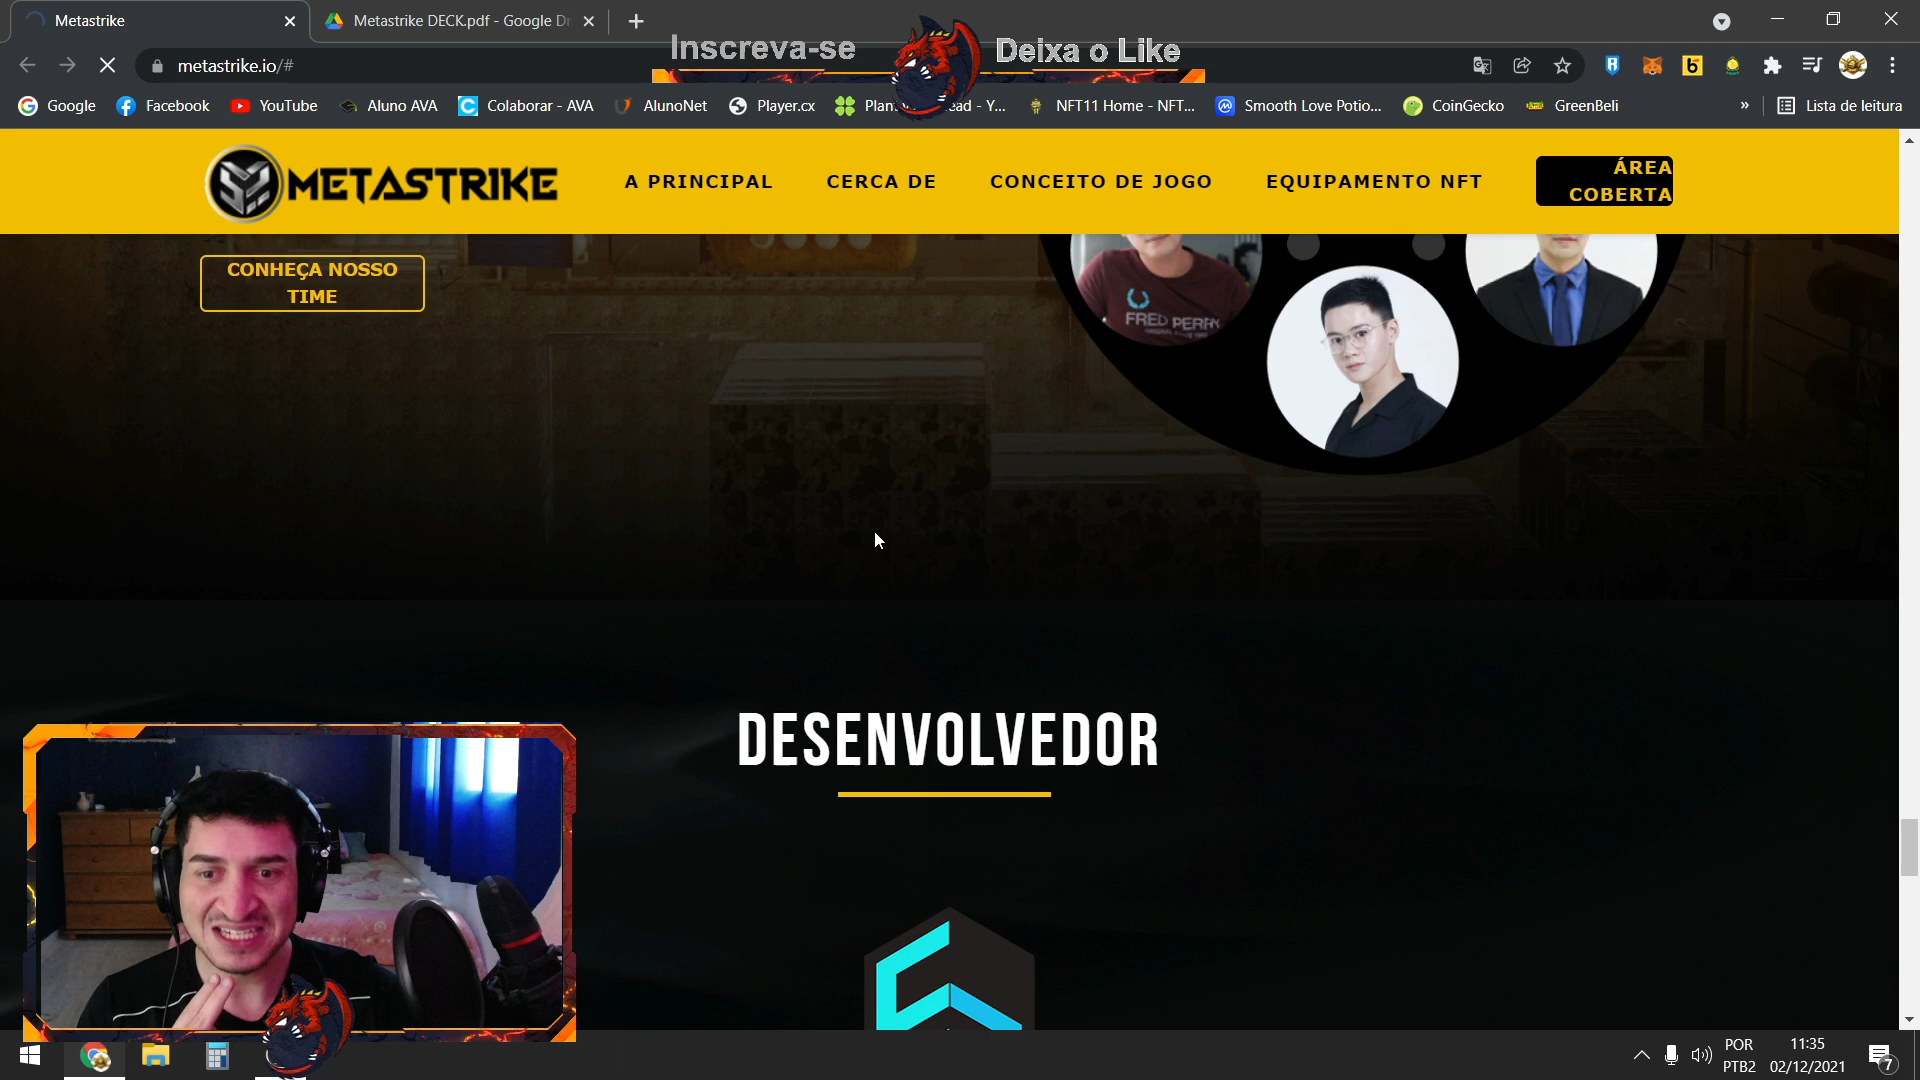 Metastrike
Metastrike DECK.pdf - Google Dr
Inscreva-se
Deixa o Like
metastrike.io/#
Google
Facebook
YouTube
Aluno AVA
Colaborar - AVA
AlunoNet
Player.cx
ead - Y...
NFT11 Home - NFT...
Smooth Love Potio...
CoinGecko
GreenBeli
»
Lista de leitura
METASTRIKE
A PRINCIPAL
CERCA DE
CONCEITO DE JOGO
EQUIPAMENTO NFT
ÁREA
COBERTA
CONHEÇA NOSSO
TIME
FRED PERRY
DESENVOLVEDOR
POR
PTB2
11:35
02/12/2021
7